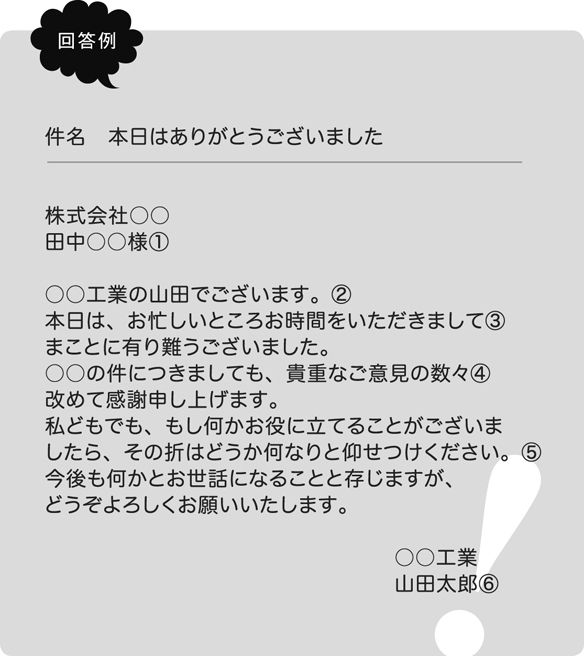 回答例
件名　本日はありがとうございました
株式会社○○
田中○○様①
○○工業の山田でございます。②
本日は、お忙しいところお時間をいただきまして③
まことに有り難うございました。
○○の件につきましても、貴重なご意見の数々④
改めて感謝申し上げます。
私どもでも、もし何かお役に立てることがございま
したら、その折はどうか何なりと仰せつけください。⑤
今後も何かとお世話になることと存じますが、
どうぞよろしくお願いいたします。
○○工業
山田太郎⑥